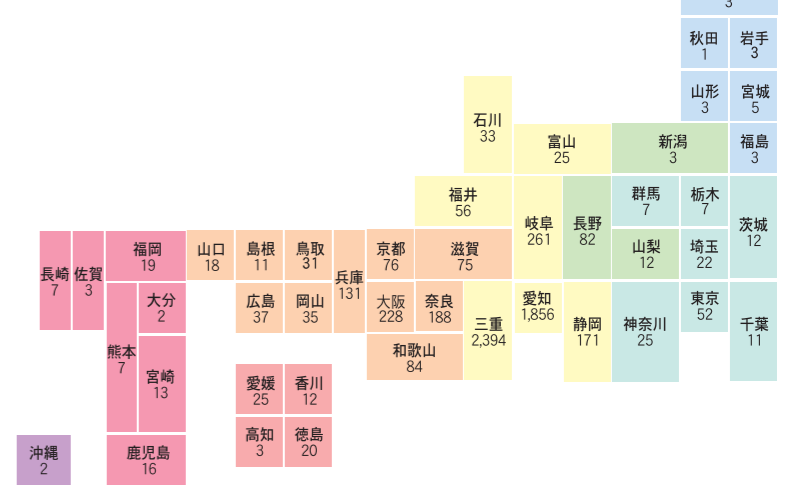 3
秋田
1
岩手
3
山形
3
宮城
5
石川
33
富山
25
新潟
3
福島
3
福井
56
岐阜
261
長野
82
群馬
7
栃木
7
茨城
12
長崎
7
佐賀
3
福岡
19
山口
18
島根
11
鳥取
31
兵庫
131
京都
76
滋賀
75
山梨
12
埼玉
22
大分
2
広島
37
岡山
35
大阪
228
奈良
188
三重
2,394
愛知
1,856
静岡
171
神奈川
25
東京
52
千葉
11
熊本
7
宮崎
13
和歌山
84
愛媛
25
香川
12
高知
3
徳島
20
沖縄
2
鹿児島
16